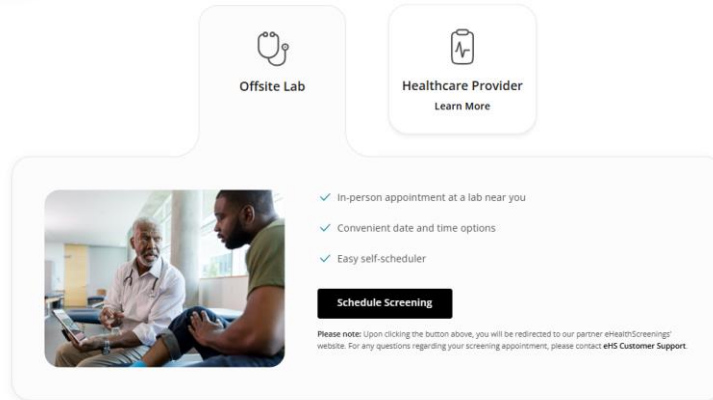 Offsite Lab
Healthcare Provider
Learn More
In-person appointment at a lab near you
Convenient date and time options
Easy self-scheduler
Schedule Screening
Please note: Upon clicking the button above, you will be redirected to our partner eHealthScreenings'
website. For any questions regarding your screening appointment, please contact eHS Customer Support.